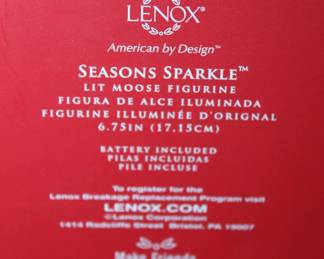 LENOX®
American by Design™
SEASONS SPARKLE™
LIT MOOSE FIGURINE
FIGURA DE ALCE ILUMINADA
FIGURINE ILLUMINÉE D'ORIGNAL
6.75IN (17.15CM)
BATTERY INCLUDED
PILAS INCLUIDAS
PILE INCLUSE
To register for the
Lenox Breakage Replacement Program visit
LENOX.COM
©Lenox Corporation
1414 Radcliffe Street Bristol, PA 19007
Make Friends